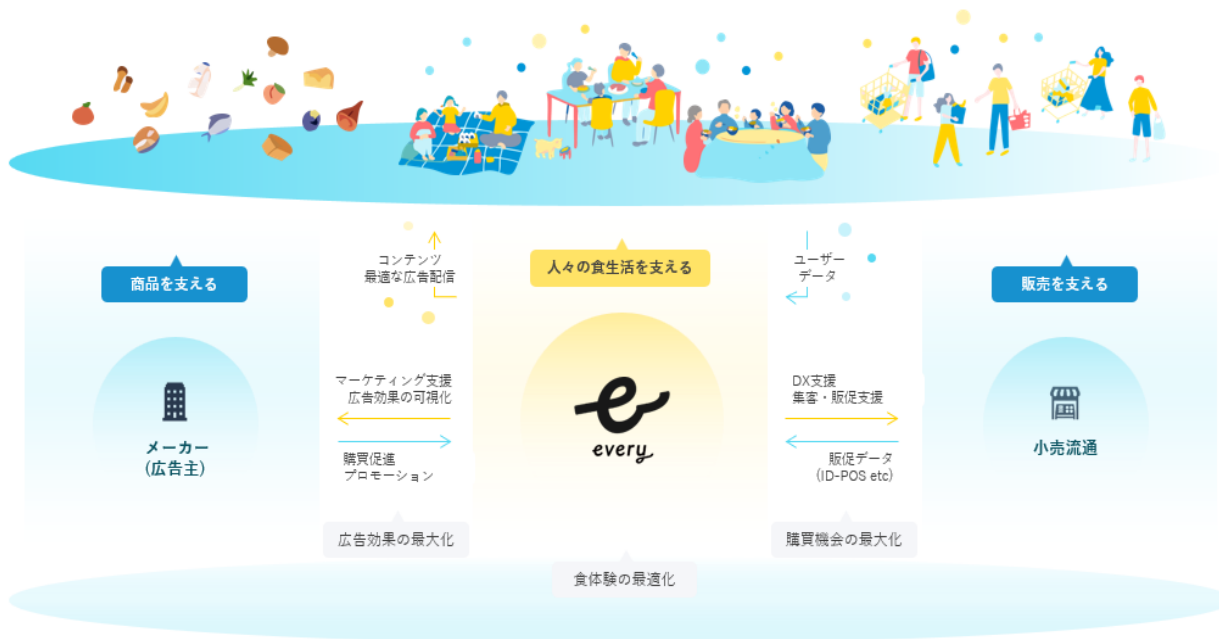 商品を支える
コンテンツ
最適な広告配信
人々の食生活を支える
ユーザー
データ
販売を支える
メーカー
(広告主)
マーケティング支援
広告効果の可視化
購買促進
プロモーション
広告効果の最大化
e
every
食体験の最適化
DX支援
集客・販促支援
販促データ
(ID-POS etc)
購買機会の最大化
小売流通